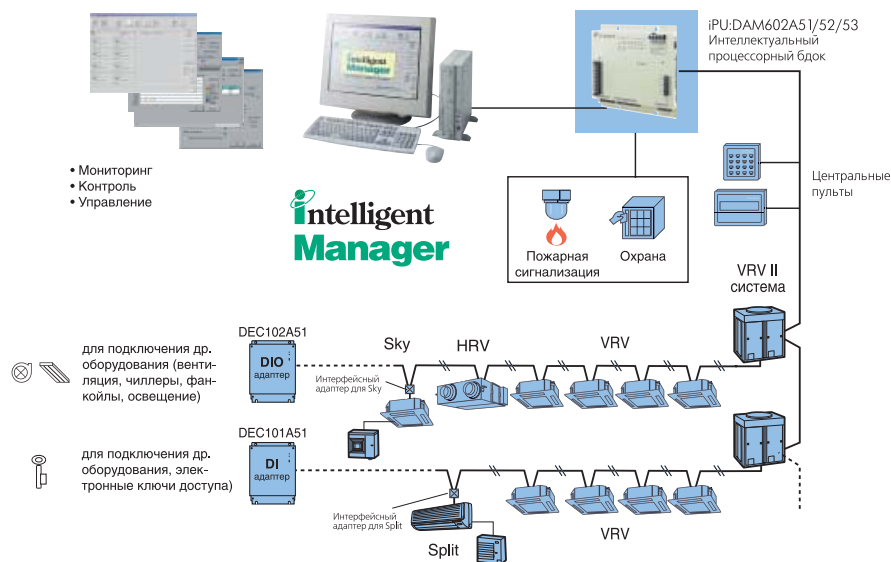 iPU:DAM602A51/52/53
Интеллектуальный
процессорный бдок
intelligent
Manager
• Мониторинг
• Контроль
• Управление
Центральные
пульты
intelligent
Manager
Пожарная
сигнализация
Охрана
VRV II
система
DEC102A51
DIO
адаптер
для подключения др.
оборудования (венти-
ляция, чиллеры, фан-
койлы, освещение)
Sky
HRV
VRV
Интерфейсный
адаптер для Sky
DEC101A51
DI
адаптер
для подключения др.
оборудования, элек-
тронные ключи доступа)
Интерфейсный
адаптер для Split
Split
VRV